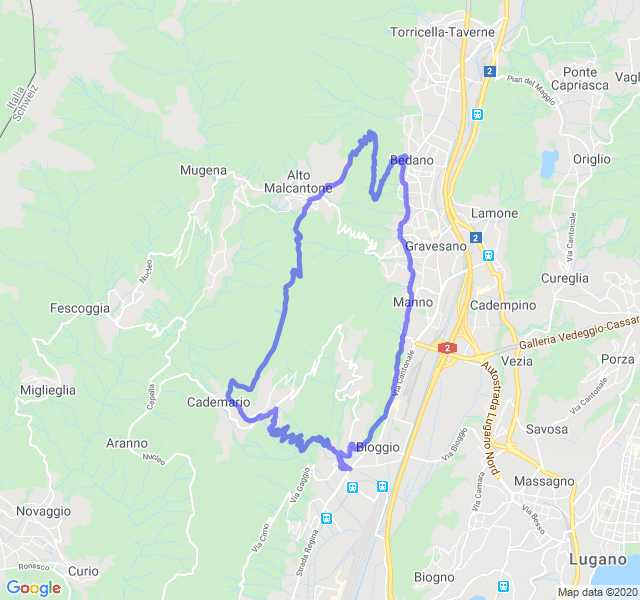 Torricella-Taverne
2
Italia
Schweiz
Pian del Maggio
Ponte
Capriasca
Vagl
Bedano
Origlio
Mugena
Alto
Malcantone
Lamone
2
Gravesano
Via Cantonale
Nucleo
Cureglia
Fescoggia
Manno
Cadempino
Galleria Vedeggio-Cassar
2
Vezia
Porza
Miglieglia
Via Cantonale
Autostrada Lugano Nord
Via Cantonale
Capella
Cademario
Savosa
Aranno
Bioggio
Via Bioggio
Nucleo
Via Gaggio
Massagno
Via Camata
Novaggio
Via Besso
Via Cimo
Strada Regina
Lugano
Ronesco
Curio
Biogno
Google
Map data ©2020